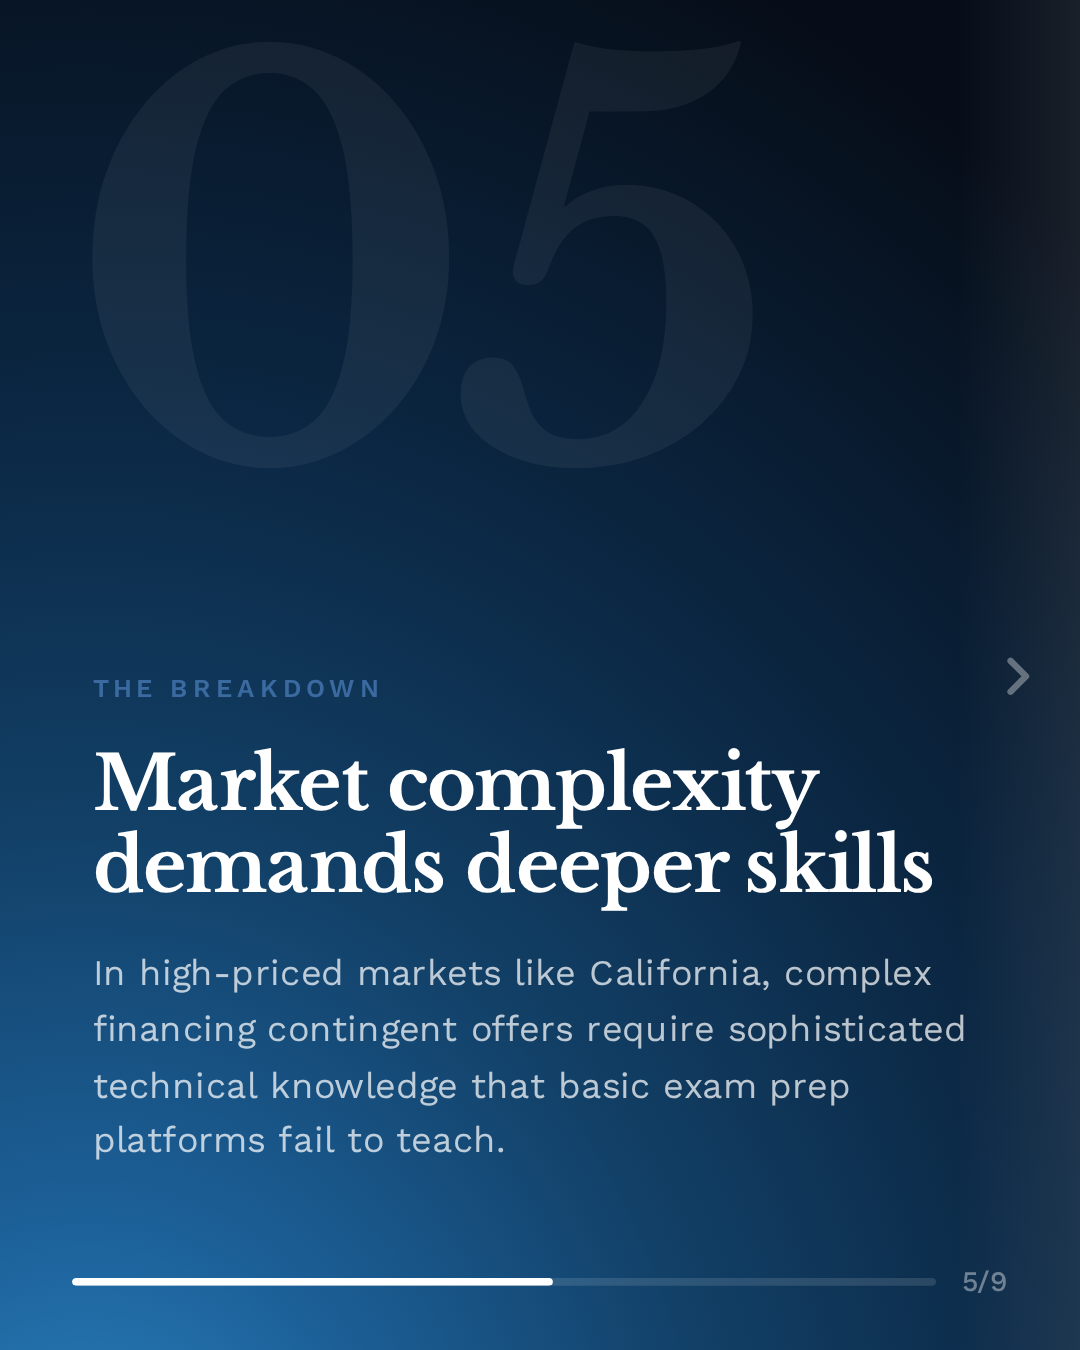 05
THE BREAKDOWN
Market complexity
demands deeper skills
In high-priced markets like California, complex
financing contingent offers require sophisticated
technical knowledge that basic exam prep
platforms fail to teach.
5/9